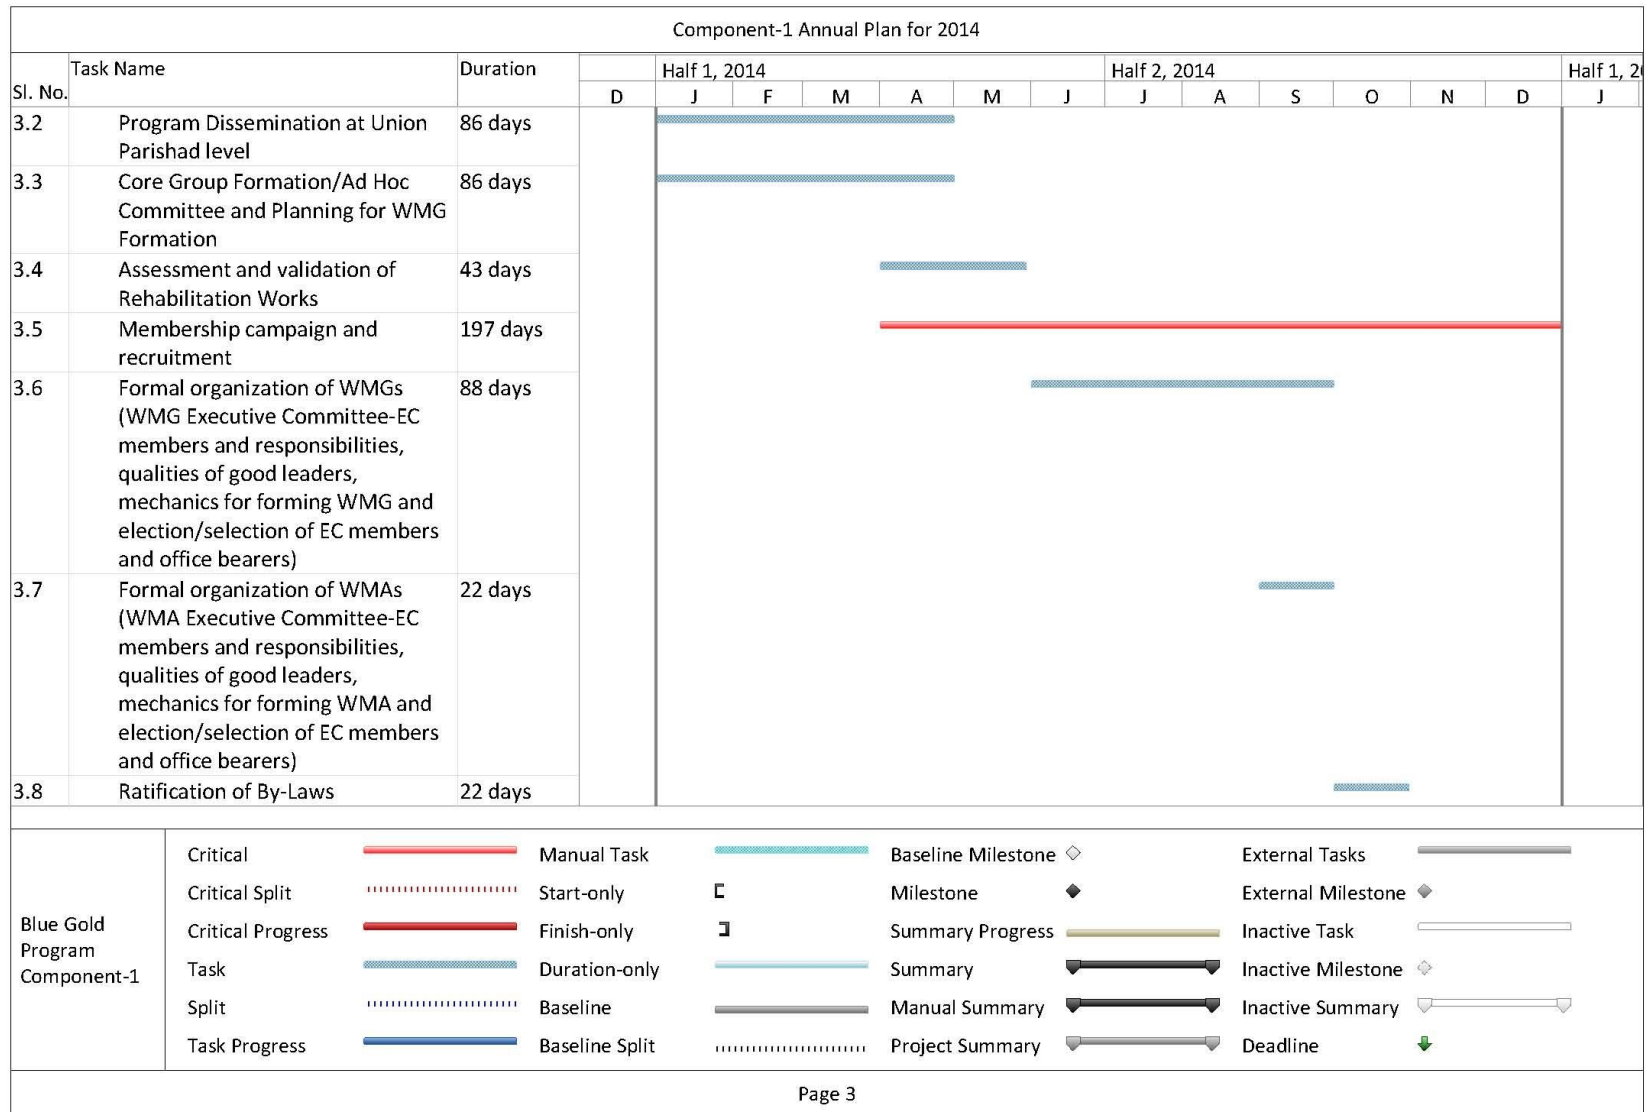 Component-1 Annual Plan for 2014
Sl. No. Task Name Duration Half 1, 2014 Half 2, 2014 Half 1, 2
D J F M A M J J A S O N D J
3.2 Program Dissemination at Union 86 days
Parishad level
3.3 Core Group Formation/Ad Hoc 86 days
Committee and Planning for WMG
Formation
3.4 Assessment and validation of 43 days
Rehabilitation Works
3.5 Membership campaign and 197 days
recruitment
3.6 Formal organization of WMGs 88 days
(WMG Executive Committee-EC
members and responsibilities,
qualities of good leaders,
mechanics for forming WMG and
election/selection of EC members
and office bearers)
3.7 Formal organization of WMAs 22 days
(WMA Executive Committee-EC
members and responsibilities,
qualities of good leaders,
mechanics for forming WMA and
election/selection of EC members
and office bearers)
3.8 Ratification of By-Laws 22 days
Blue Gold
Program
Component-1
Critical Manual Task Baseline Milestone External Tasks
Critical Split Start-only Milestone External Milestone
Critical Progress Finish-only Summary Progress Inactive Task
Task Duration-only Summary Inactive Milestone
Split Baseline Manual Summary Inactive Summary
Task Progress Baseline Split Project Summary Deadline
Page 3